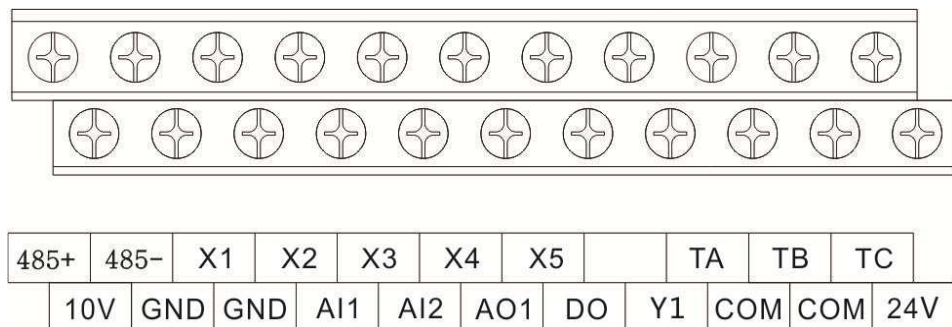 485+ 485- X1 X2 X3 X4 X5 TA TB TC
10V GND GND AI1 AI2 AO1 DO Y1 COM COM 24V